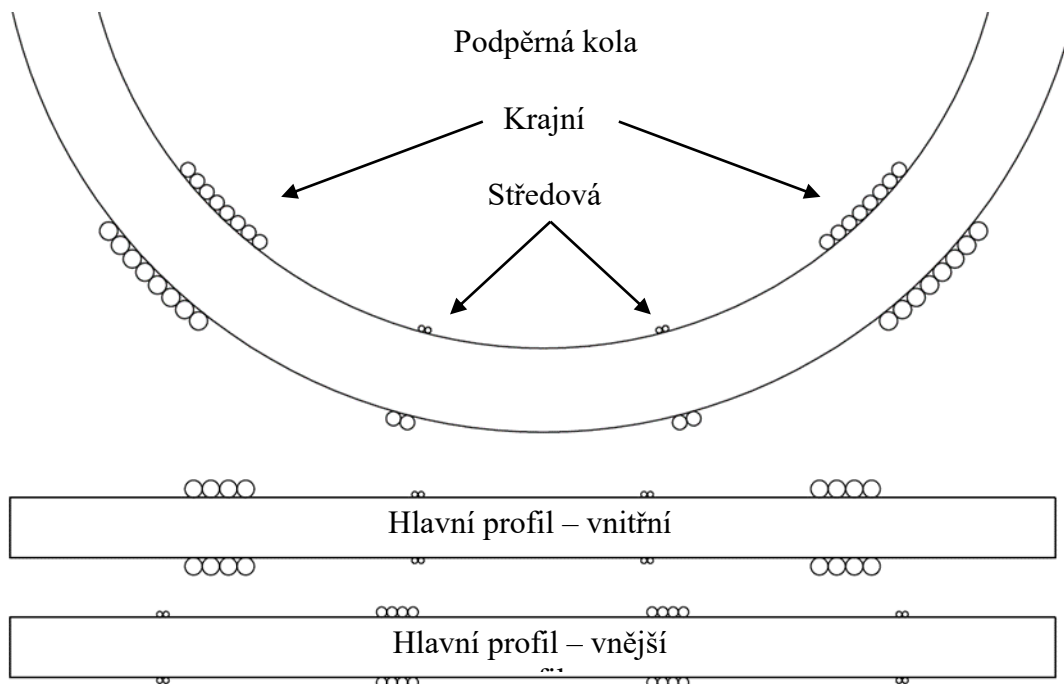 Podpěrná kola
Krajní
Středová
Hlavní profil – vnitřní
Hlavní profil – vnější